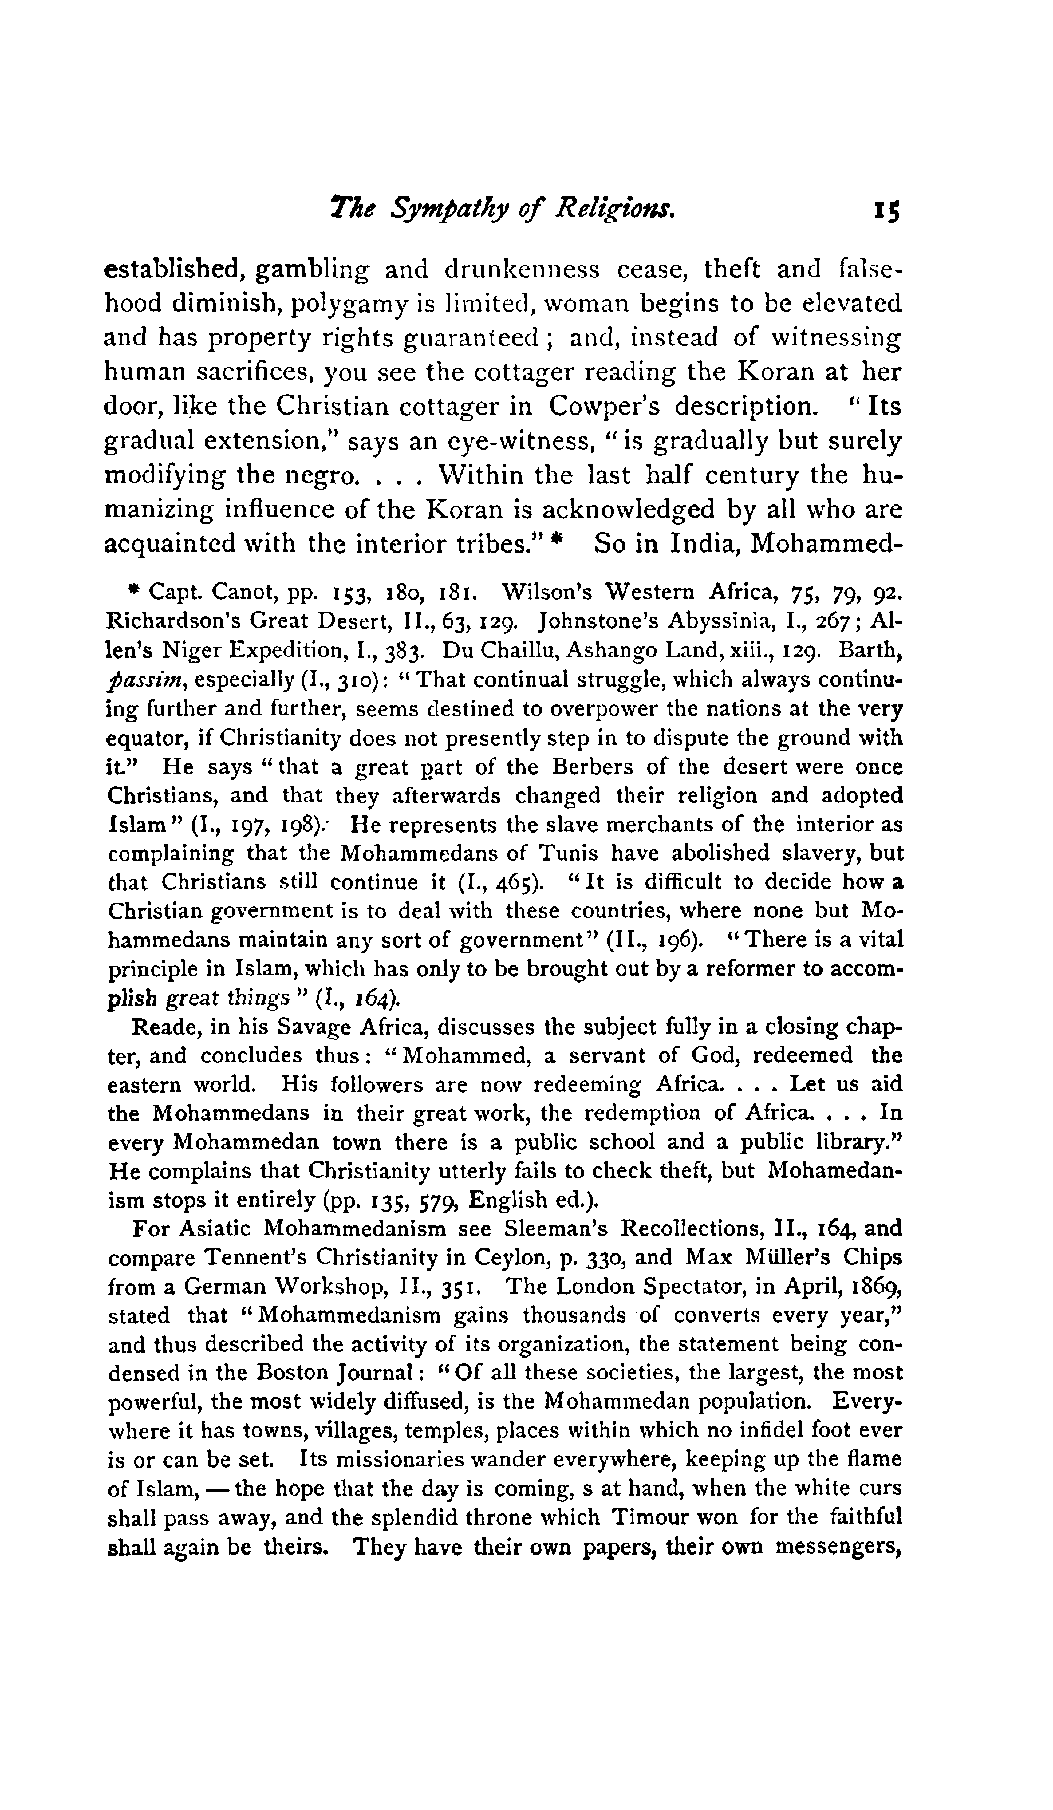 The Sympathy of Religions. 15
established, gambling and drunkenness cease, theft and false-
hood diminish, polygamy is limited, woman begins to be elevated
and has property rights guaranteed ; and, instead of witnessing
human sacrifices, you see the cottager reading the Koran at her
door, like the Christian cottager in Cowper's description. "Its
gradual extension," says an eye-witness, "is gradually but surely
modifying the negro. . . . Within the last half century the hu-
manizing influence of the Koran is acknowledged by all who are
acquainted with the interior tribes." * So in India, Mohammed-
* Capt. Canot, pp. 153, 180, 181. Wilson's Western Africa, 75, 79, 92.
Richardson's Great Desert, II., 63, 129. Johnstone's Abyssinia, I., 267; Al-
len's Niger Expedition, I., 383. Du Chaillu, Ashango Land, xiii., 129. Barth,
passim, especially (I., 310): "That continual struggle, which always continu-
ing further and further, seems destined to overpower the nations at the very
equator, if Christianity does not presently step in to dispute the ground with
it." He says "that a great part of the Berbers of the desert were once
Christians, and that they afterwards changed their religion and adopted
Islam" (I., 197, 198). He represents the slave merchants of the interior as
complaining that the Mohammedans of Tunis have abolished slavery, but
that Christians still continue it (I., 465). "It is difficult to decide how a
Christian government is to deal with these countries, where none but Mo-
hammedans maintain any sort of government" (II., 196). "There is a vital
principle in Islam, which has only to be brought out by a reformer to accom-
plish great things" (I., 164).
Reade, in his Savage Africa, discusses the subject fully in a closing chap-
ter, and concludes thus: "Mohammed, a servant of God, redeemed the
eastern world. His followers are now redeeming Africa. . . . Let us aid
the Mohammedans in their great work, the redemption of Africa. . . . In
every Mohammedan town there is a public school and a public library."
He complains that Christianity utterly fails to check theft, but Mohamedan-
ism stops it entirely (pp. 135, 579, English ed.).
For Asiatic Mohammedanism see Sleeman's Recollections, II., 164, and
compare Tennent's Christianity in Ceylon, p. 330, and Max Müller's Chips
from a German Workshop, II., 351. The London Spectator, in April, 1869,
stated that "Mohammedanism gains thousands of converts every year,"
and thus described the activity of its organization, the statement being con-
densed in the Boston Journal: "Of all these societies, the largest, the most
powerful, the most widely diffused, is the Mohammedan population. Every-
where it has towns, villages, temples, places within which no infidel foot ever
is or can be set. Its missionaries wander everywhere, keeping up the flame
of Islam, — the hope that the day is coming, s at hand, when the white curs
shall pass away, and the splendid throne which Timour won for the faithful
shall again be theirs. They have their own papers, their own messengers,